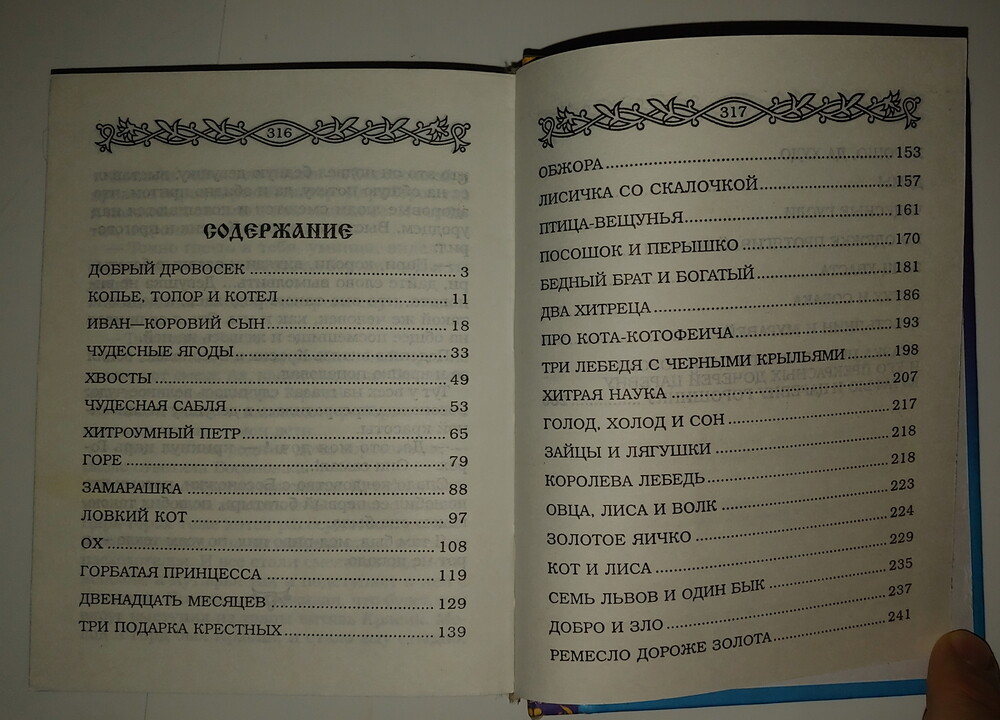 316
СОДЕРЖАНИЕ
ДОБРЫЙ ДРОВОСЕК 3
КОПЬЕ, ТОПОР И КОТЕЛ 11
ИВАН—КОРОВИЙ СЫН 18
ЧУДЕСНЫЕ ЯГОДЫ 33
ХВОСТЫ 49
ЧУДЕСНАЯ САБЛЯ 53
ХИТРОУМНЫЙ ПЕТР 65
ГОРЕ 79
ЗАМАРАШКА 88
ЛОВКИЙ КОТ 97
ОХ 108
ГОРБАТАЯ ПРИНЦЕССА 119
ДВЕНАДЦАТЬ МЕСЯЦЕВ 129
ТРИ ПОДАРКА КРЕСТНЫХ 139
317
ОБЖОРА 153
ЛИСИЧКА СО СКАЛОЧКОЙ 157
ПТИЦА-ВЕЩУНЬЯ 161
ПОСОШОК И ПЕРЫШКО 170
БЕДНЫЙ БРАТ И БОГАТЫЙ 181
ДВА ХИТРЕЦА 186
ПРО КОТА-КОТОФЕИЧА 193
ТРИ ЛЕБЕДЯ С ЧЕРНЫМИ КРЫЛЬЯМИ 198
ХИТРАЯ НАУКА 207
ГОЛОД, ХОЛОД И СОН 217
ЗАЙЦЫ И ЛЯГУШКИ 218
КОРОЛЕВА ЛЕБЕДЬ 218
ОВЦА, ЛИСА И ВОЛК 223
ЗОЛОТОЕ ЯИЧКО 224
КОТ И ЛИСА 229
СЕМЬ ЛЬВОВ И ОДИН БЫК 235
ДОБРО И ЗЛО 237
РЕМЕСЛО ДОРОЖЕ ЗОЛОТА 241